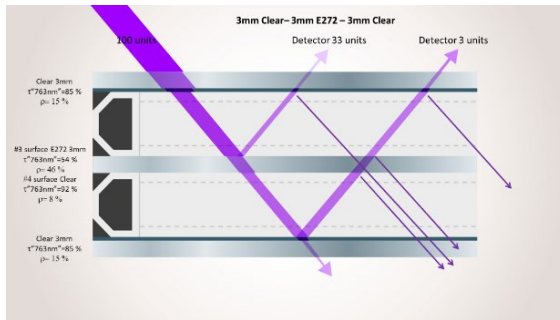 3mm Clear– 3mm E272 – 3mm Clear
100 units
Detector 33 units
Detector 3 units
Clear 3mm
τ"763nm"=85 %
ρ= 15 %
#3 surface E272 3mm
τ"763nm"=54 %
ρ= 46 %
#4 surface Clear
τ"763nm"=92 %
ρ= 8 %
Clear 3mm
τ"763nm"=85 %
ρ= 15 %